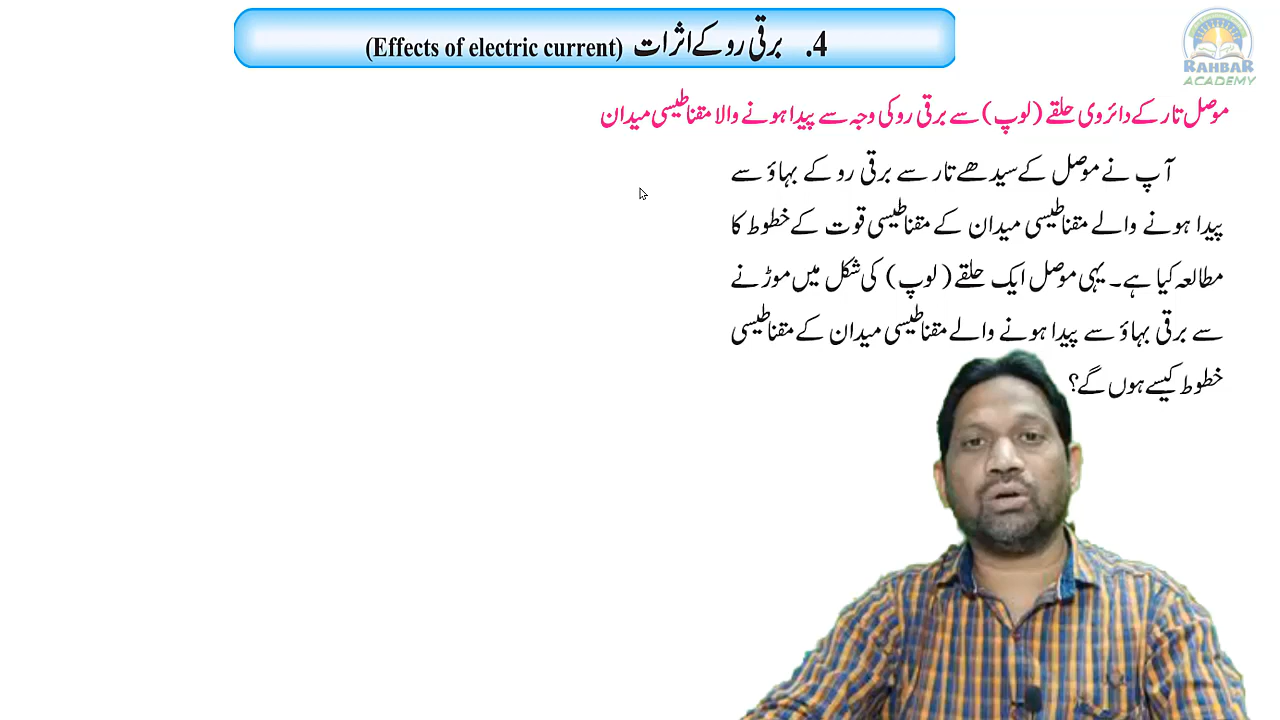 4. برقی رو کے اثرات (Effects of electric current)
RAHBAR
ACADEMY
موصل تار کے دائروی حلقے (لوپ) سے برقی رو کی وجہ سے پیدا ہونے والا مقناطیسی میدان
آپ نے موصل کے سیدھے تار سے برقی رو کے بہاؤ سے
پیدا ہونے والے مقناطیسی میدان کے مقناطیسی قوت کے خطوط کا
مطالعہ کیا ہے۔ یہی موصل ایک حلقے (لوپ) کی شکل میں موڑنے
سے برقی بہاؤ سے پیدا ہونے والے مقناطیسی میدان کے مقناطیسی
خطوط کیسے ہوں گے؟